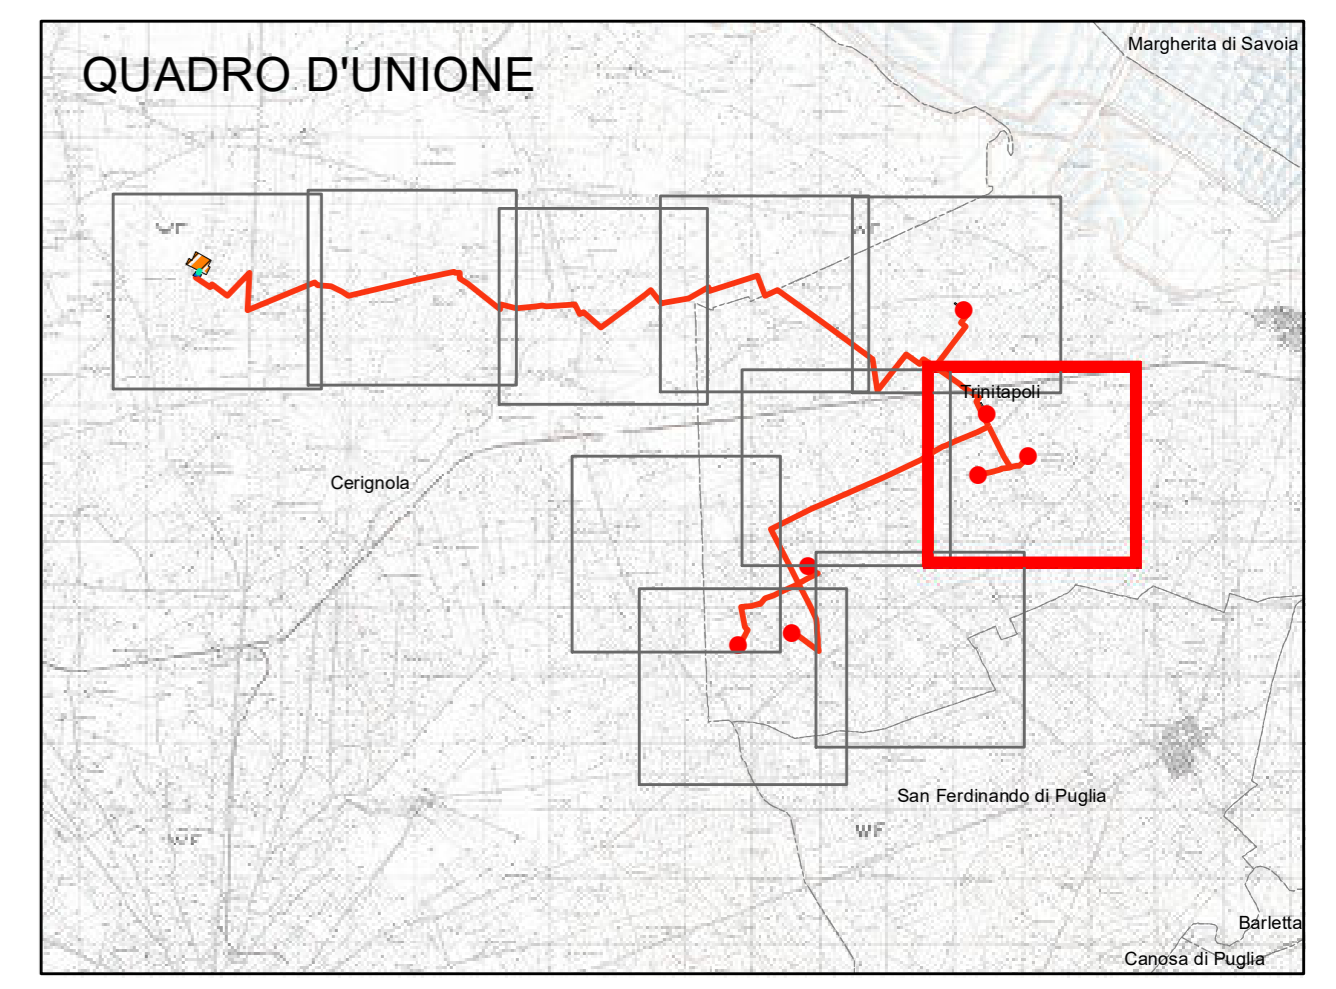 QUADRO D'UNIONE
Margherita di Savoia
Trinitapoli
Cerignola
San Ferdinando di Puglia
Barletta
Canosa di Puglia